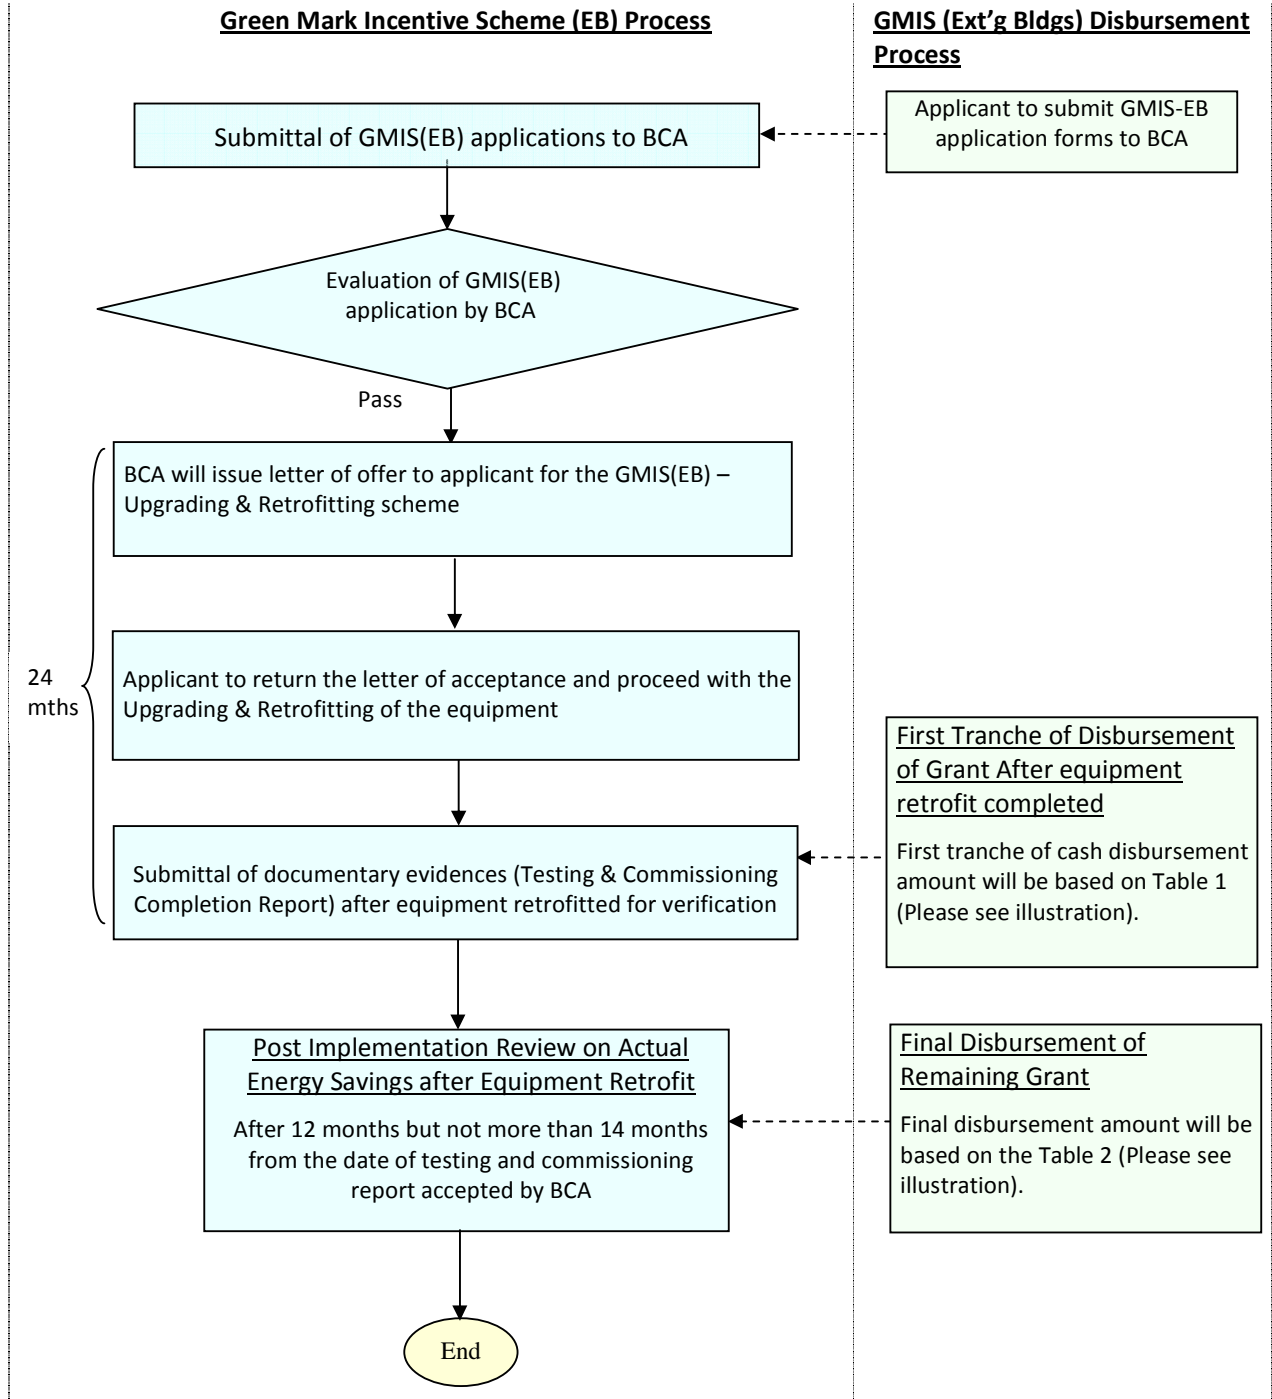 Green Mark Incentive Scheme (EB) Process
GMIS (Ext'g Bldgs) Disbursement
Process
Submittal of GMIS(EB) applications to BCA
Applicant to submit GMIS-EB
application forms to BCA
Evaluation of GMIS(EB)
application by BCA
Pass
BCA will issue letter of offer to applicant for the GMIS(EB) –
Upgrading & Retrofitting scheme
24
mths
Applicant to return the letter of acceptance and proceed with the
Upgrading & Retrofitting of the equipment
Submittal of documentary evidences (Testing & Commissioning
Completion Report) after equipment retrofitted for verification
First Tranche of Disbursement
of Grant After equipment
retrofit completed
First tranche of cash disbursement
amount will be based on Table 1
(Please see illustration).
Post Implementation Review on Actual
Energy Savings after Equipment Retrofit
After 12 months but not more than 14 months
from the date of testing and commissioning
report accepted by BCA
Final Disbursement of
Remaining Grant
Final disbursement amount will be
based on the Table 2 (Please see
illustration).
End